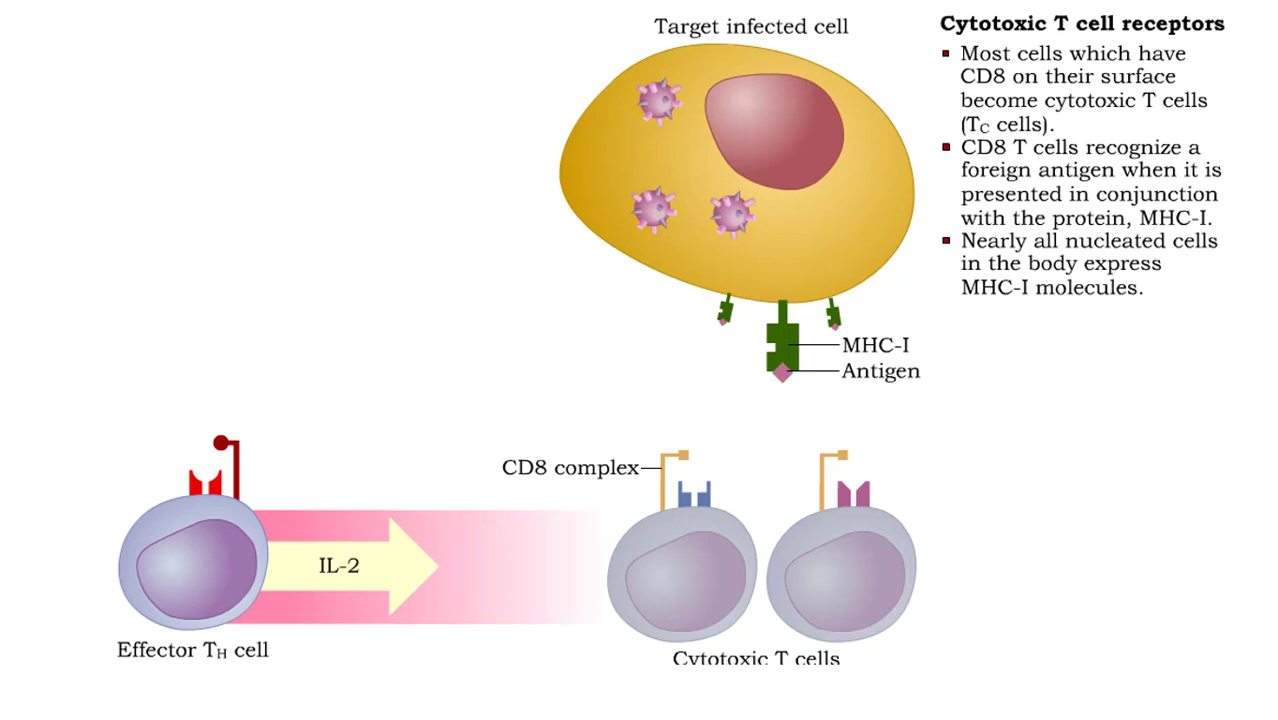 Target infected cell
Cytotoxic T cell receptors
▪ Most cells which have
CD8 on their surface
become cytotoxic T cells
(TC cells).
▪ CD8 T cells recognize a
foreign antigen when it is
presented in conjunction
with the protein, MHC-I.
▪ Nearly all nucleated cells
in the body express
MHC-I molecules.
MHC-I
Antigen
CD8 complex
IL-2
Effector TH cell
Cytotoxic T cells